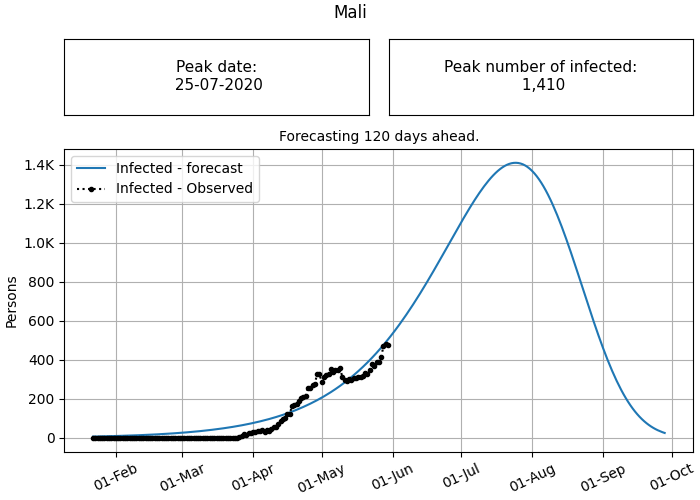 Mali
Peak date:
25-07-2020
Peak number of infected:
1,410
Forecasting 120 days ahead.
Infected - forecast
Infected - Observed
1.4K
1.2K
1.0K
800
600
400
200
0
Persons
01-Feb
01-Mar
01-Apr
01-May
01-Jun
01-Jul
01-Aug
01-Sep
01-Oct